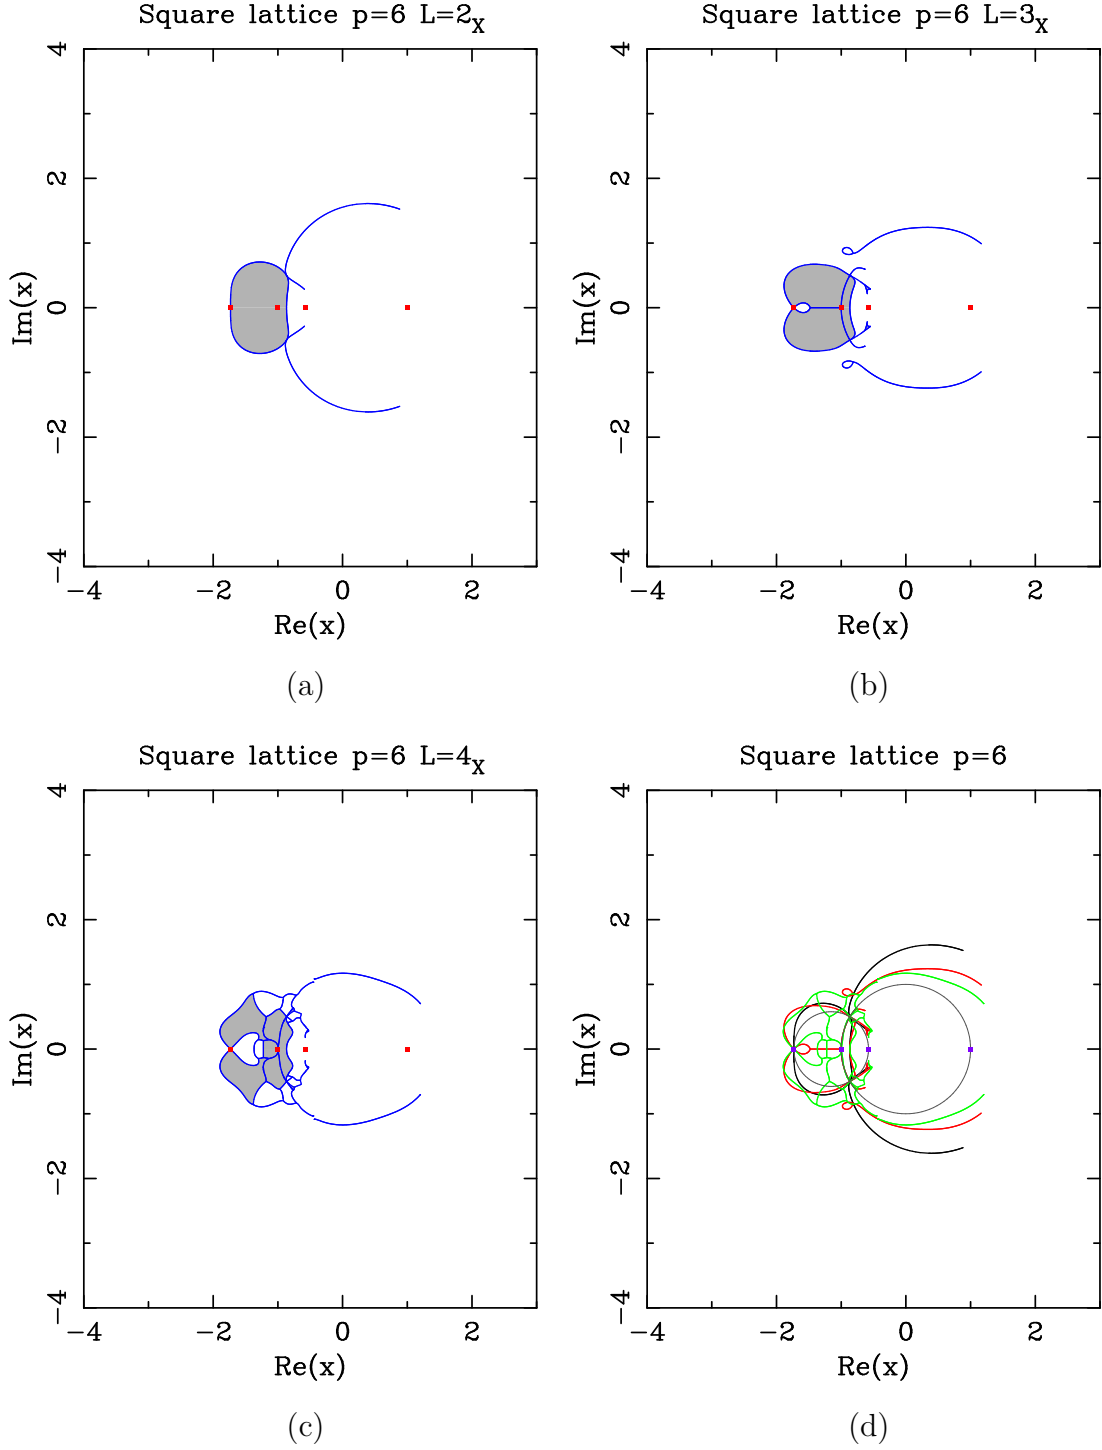 Square lattice p=6 L=2X
Square lattice p=6 L=3X
4
2
0
−2
−4
Im(x)
−4
−2
0
2
Re(x)
4
2
0
−2
−4
Im(x)
−4
−2
0
2
Re(x)
(a)
(b)
Square lattice p=6 L=4X
Square lattice p=6
4
2
0
−2
−4
Im(x)
−4
−2
0
2
Re(x)
4
2
0
−2
−4
Im(x)
−4
−2
0
2
Re(x)
(c)
(d)